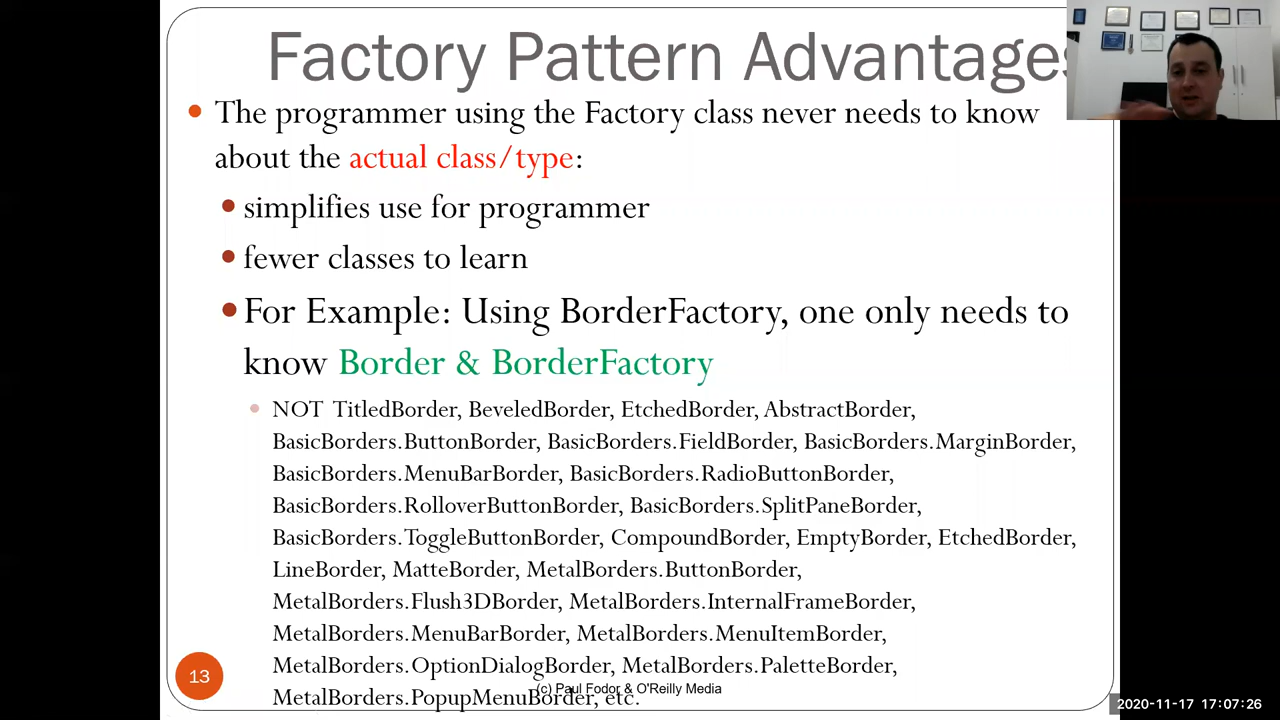 Factory Pattern Advantages
The programmer using the Factory class never needs to know
about the actual class/type:
simplifies use for programmer
fewer classes to learn
For Example: Using BorderFactory, one only needs to
know Border & BorderFactory
NOT TitledBorder, BeveledBorder, EtchedBorder, AbstractBorder,
BasicBorders.ButtonBorder, BasicBorders.FieldBorder, BasicBorders.MarginBorder,
BasicBorders.MenuBarBorder, BasicBorders.RadioButtonBorder,
BasicBorders.RolloverButtonBorder, BasicBorders.SplitPaneBorder,
BasicBorders.ToggleButtonBorder, CompoundBorder, EmptyBorder, EtchedBorder,
LineBorder, MatteBorder, MetalBorders.ButtonBorder,
MetalBorders.Flush3DBorder, MetalBorders.InternalFrameBorder,
MetalBorders.MenuBarBorder, MetalBorders.MenuItemBorder,
MetalBorders.OptionDialogBorder, MetalBorders.PaletteBorder,
MetalBorders.PopupMenuBorder, etc.
13
(c) Paul Fodor & O'Reilly Media
2020-11-17 17:07:26